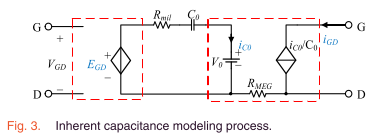 G R_mil C_0 G
+ i_C0 i_GD
V_GD E_GD V_0 i_C0/C_0
D R_MEG D
Fig. 3. Inherent capacitance modeling process.